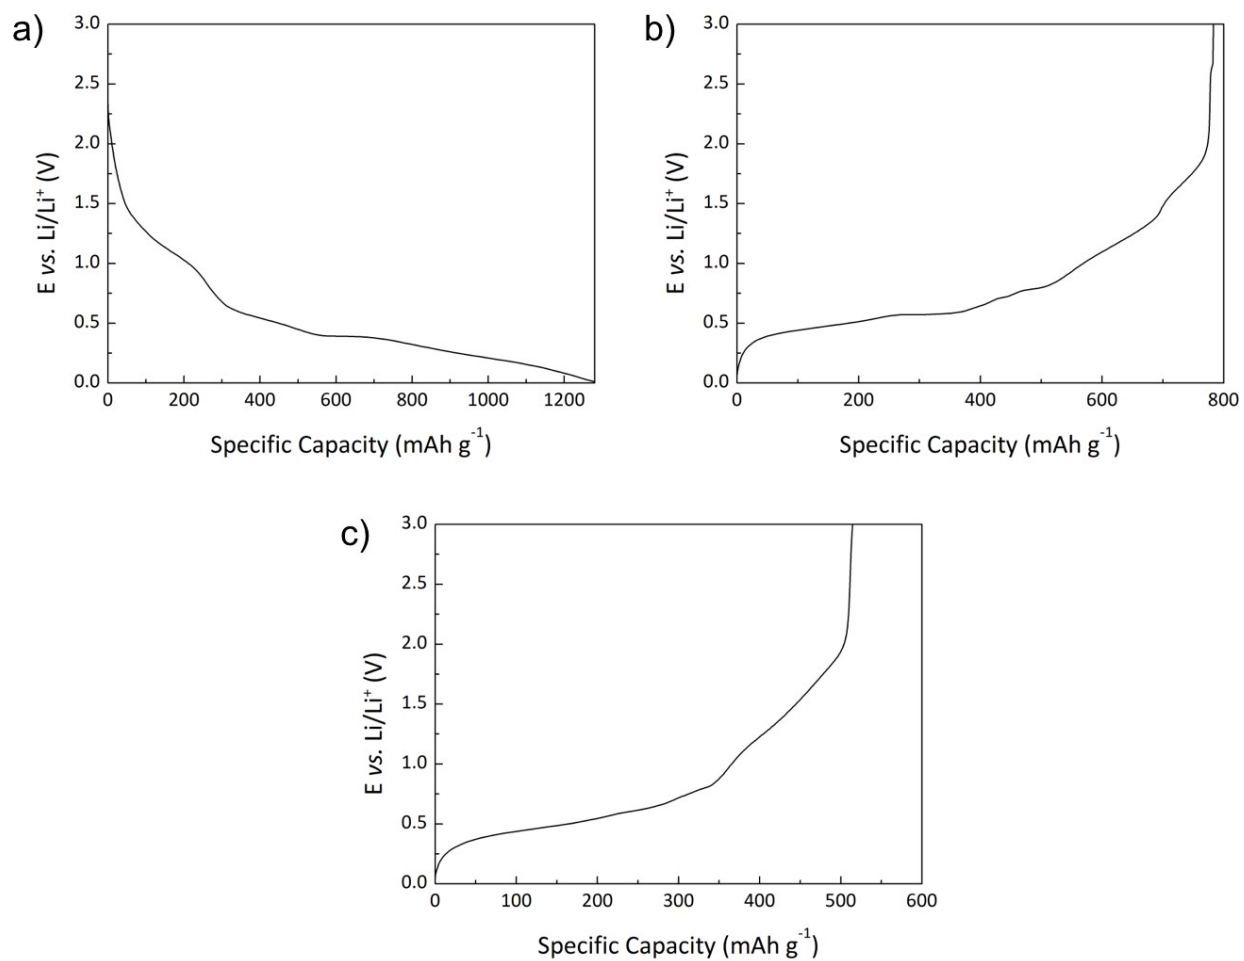 a)
3.0
2.5
2.0
1.5
1.0
0.5
0.0
E vs. Li/Li⁺ (V)
0 200 400 600 800 1000 1200
Specific Capacity (mAh g⁻¹)
b)
3.0
2.5
2.0
1.5
1.0
0.5
0.0
E vs. Li/Li⁺ (V)
0 200 400 600 800
Specific Capacity (mAh g⁻¹)
c)
3.0
2.5
2.0
1.5
1.0
0.5
0.0
E vs. Li/Li⁺ (V)
0 100 200 300 400 500 600
Specific Capacity (mAh g⁻¹)